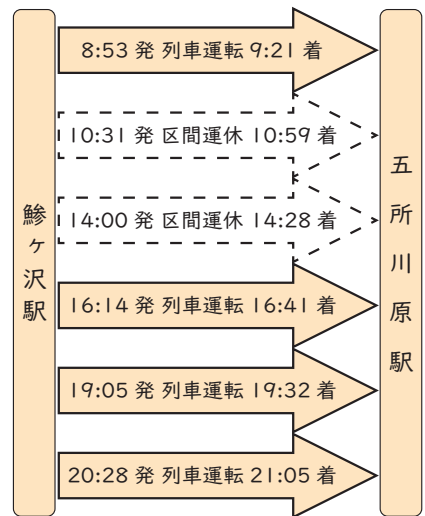 鰺ヶ沢駅
8:53 発 列車運転 9:21 着
10:31 発 区間運休 10:59 着
14:00 発 区間運休 14:28 着
16:14 発 列車運転 16:41 着
19:05 発 列車運転 19:32 着
20:28 発 列車運転 21:05 着
五所川原駅